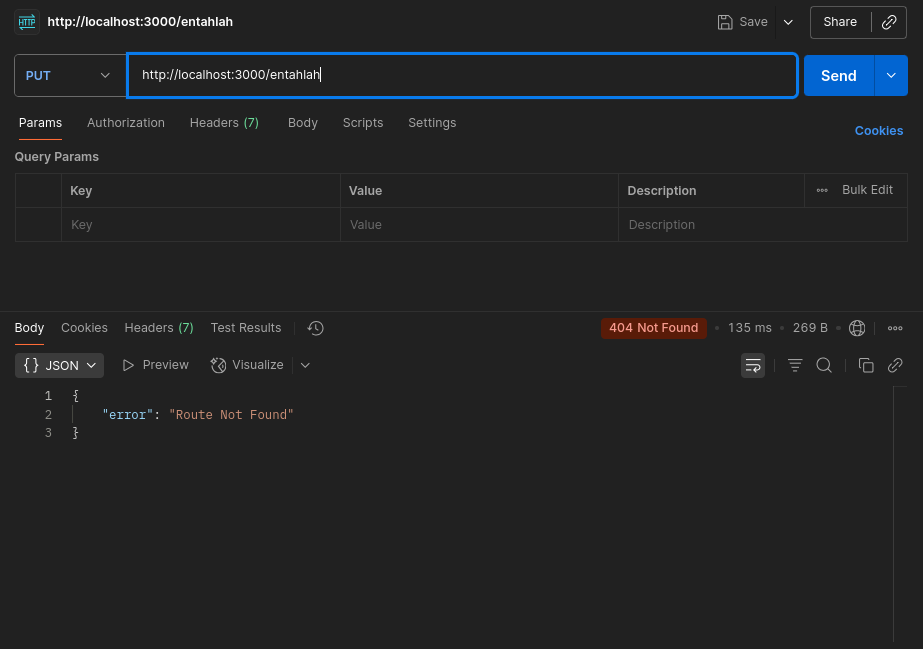 HTTP http://localhost:3000/entahlah Save Share
PUT http://localhost:3000/entahlah Send
Params Authorization Headers (7) Body Scripts Settings Cookies
Query Params
Key Value Description Bulk Edit
Key Value Description
Body Cookies Headers (7) Test Results 404 Not Found 135 ms 269 B
{} JSON Preview Visualize
1 {
2 "error": "Route Not Found"
3 }